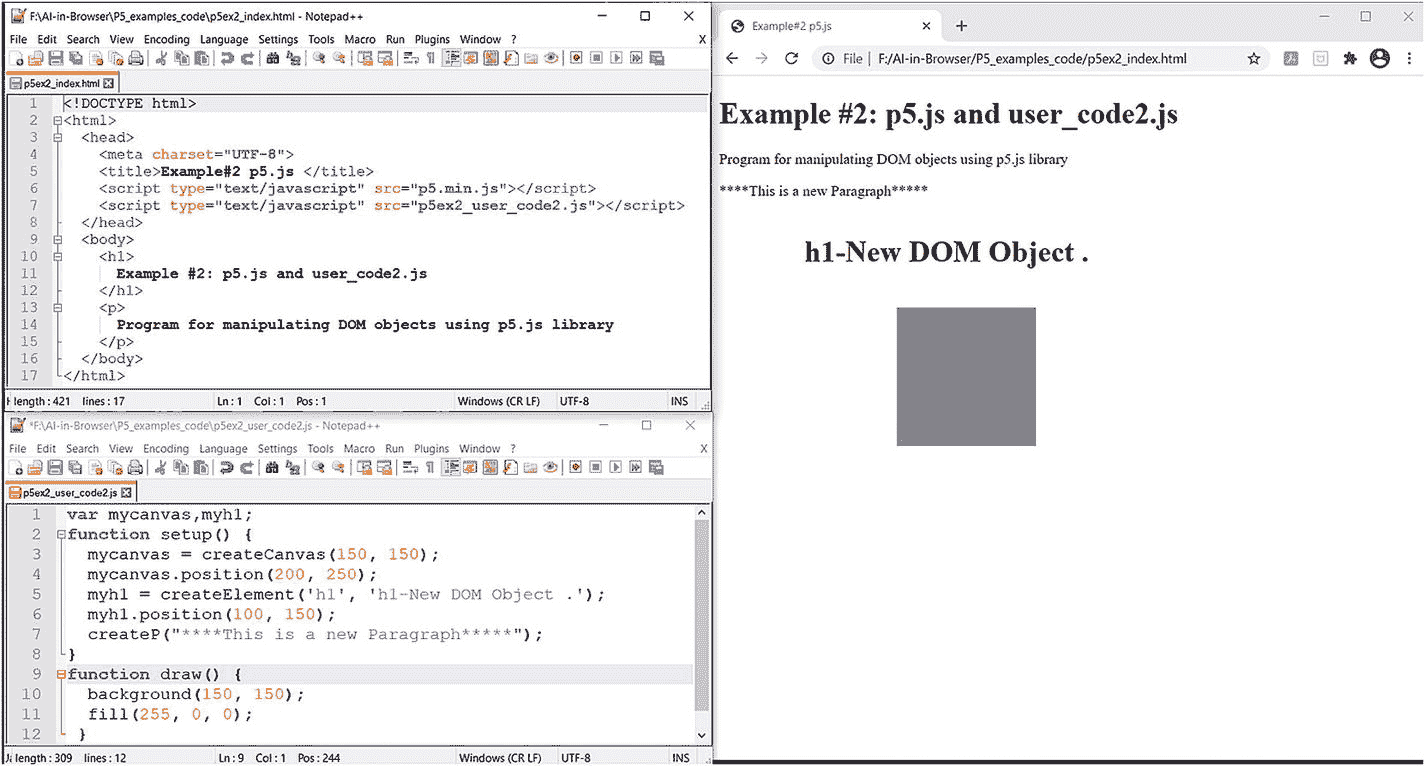 F:\AI-in-Browser\P5_examples_code\p5ex2_index.html - Notepad++
File Edit Search View Encoding Language Settings Tools Macro Run Plugins Window ? X
p5ex2_index.html
1 <!DOCTYPE html>
2 <html>
3 <head>
4 <meta charset="UTF-8">
5 <title>Example#2 p5.js </title>
6 <script type="text/javascript" src="p5.min.js"></script>
7 <script type="text/javascript" src="p5ex2_user_code2.js"></script>
8 </head>
9 <body>
10 <h1>
11 Example #2: p5.js and user_code2.js
12 </h1>
13 <p>
14 Program for manipulating DOM objects using p5.js library
15 </p>
16 </body>
17 </html>
length : 421 lines : 17 Ln : 1 Col : 1 Pos : 1 Windows (CR LF) UTF-8 INS
*F:\AI-in-Browser\P5_examples_code\p5ex2_user_code2.js - Notepad++
File Edit Search View Encoding Language Settings Tools Macro Run Plugins Window ? X
p5ex2_user_code2.js
1 var mycanvas,myh1;
2 function setup() {
3 mycanvas = createCanvas(150, 150);
4 mycanvas.position(200, 250);
5 myh1 = createElement('h1', 'h1-New DOM Object .');
6 myh1.position(100, 150);
7 createP("****This is a new Paragraph*****");
8 }
9 function draw() {
10 background(150, 150);
11 fill(255, 0, 0);
12 }
length : 309 lines : 12 Ln : 9 Col : 1 Pos : 244 Windows (CR LF) UTF-8 INS
Example#2 p5.js
File | F:/AI-in-Browser/P5_examples_code/p5ex2_index.html
Example #2: p5.js and user_code2.js
Program for manipulating DOM objects using p5.js library
****This is a new Paragraph*****
h1-New DOM Object .